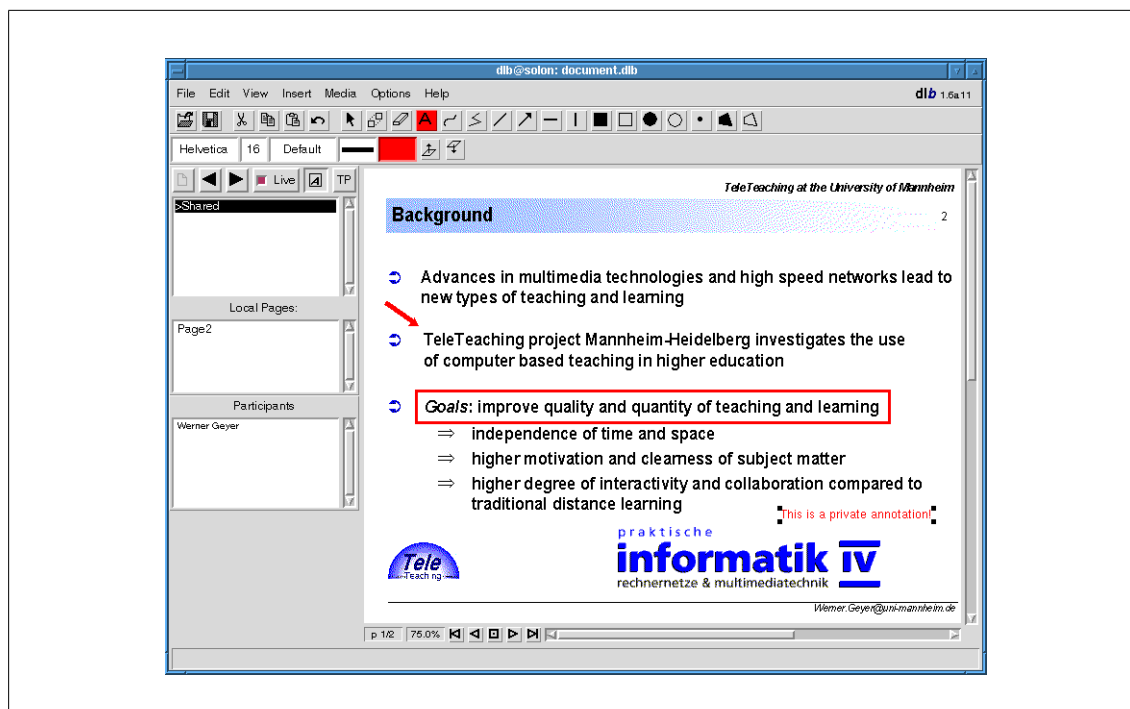 dlb@solon: document.dlb
File Edit View Insert Media Options Help dlb 1.6a11
A
Helvetica 16 Default
Live A TP
>Shared
Local Pages:
Page2
Participants
Werner Geyer
TeleTeaching at the University of Mannheim
Background 2
Advances in multimedia technologies and high speed networks lead to
new types of teaching and learning
TeleTeaching project Mannheim-Heidelberg investigates the use
of computer based teaching in higher education
Goals: improve quality and quantity of teaching and learning
independence of time and space
higher motivation and clearness of subject matter
higher degree of interactivity and collaboration compared to
traditional distance learning
This is a private annotation!
praktische
informatik IV
rechnernetze & multimediatechnik
Tele
Teaching
Werner.Geyer@uni-mannheim.de
p 1/2 75.0%